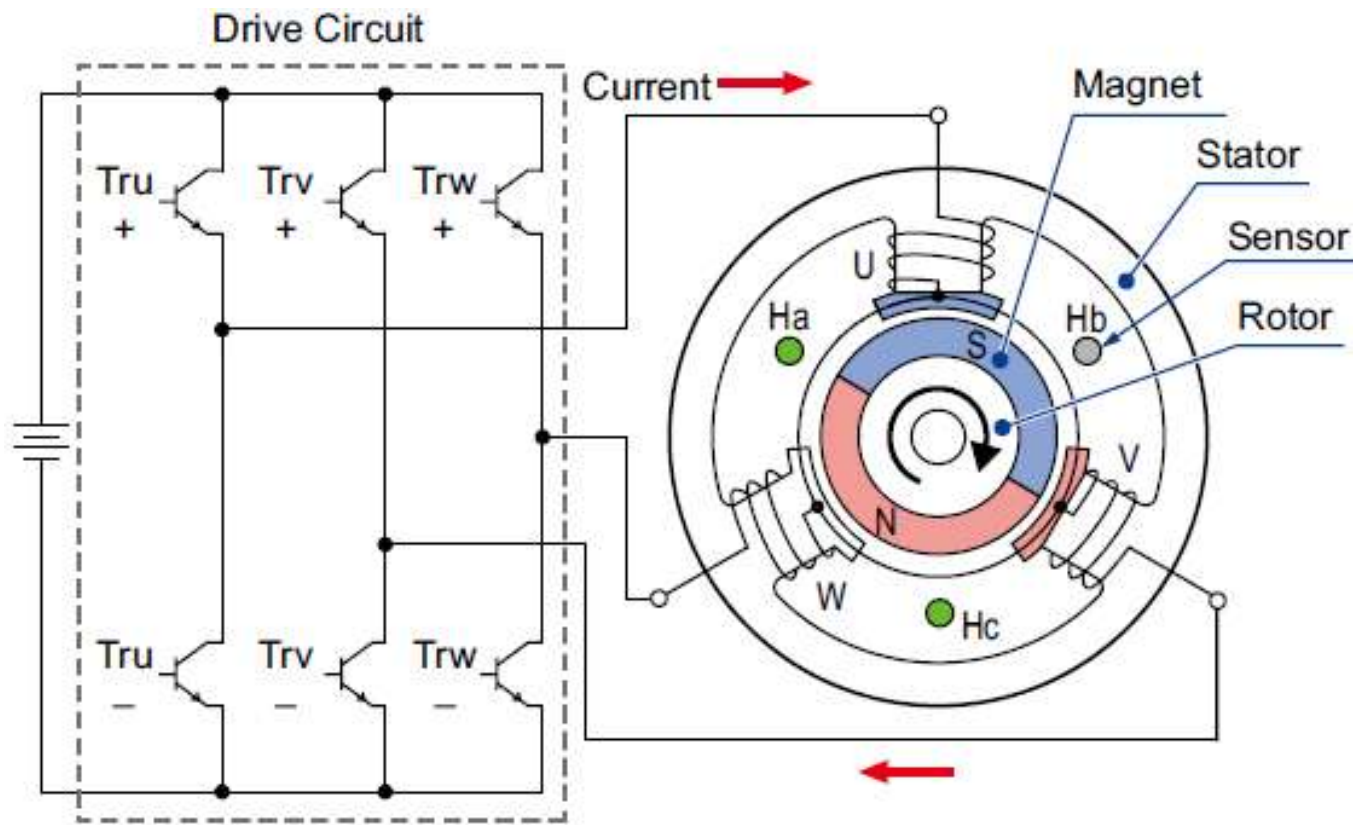 Drive Circuit
Current
Magnet
Stator
Sensor
Rotor
Tru
+
Trv
+
Trw
+
U
Ha
Hb
S
V
N
W
Hc
Tru
–
Trv
–
Trw
–